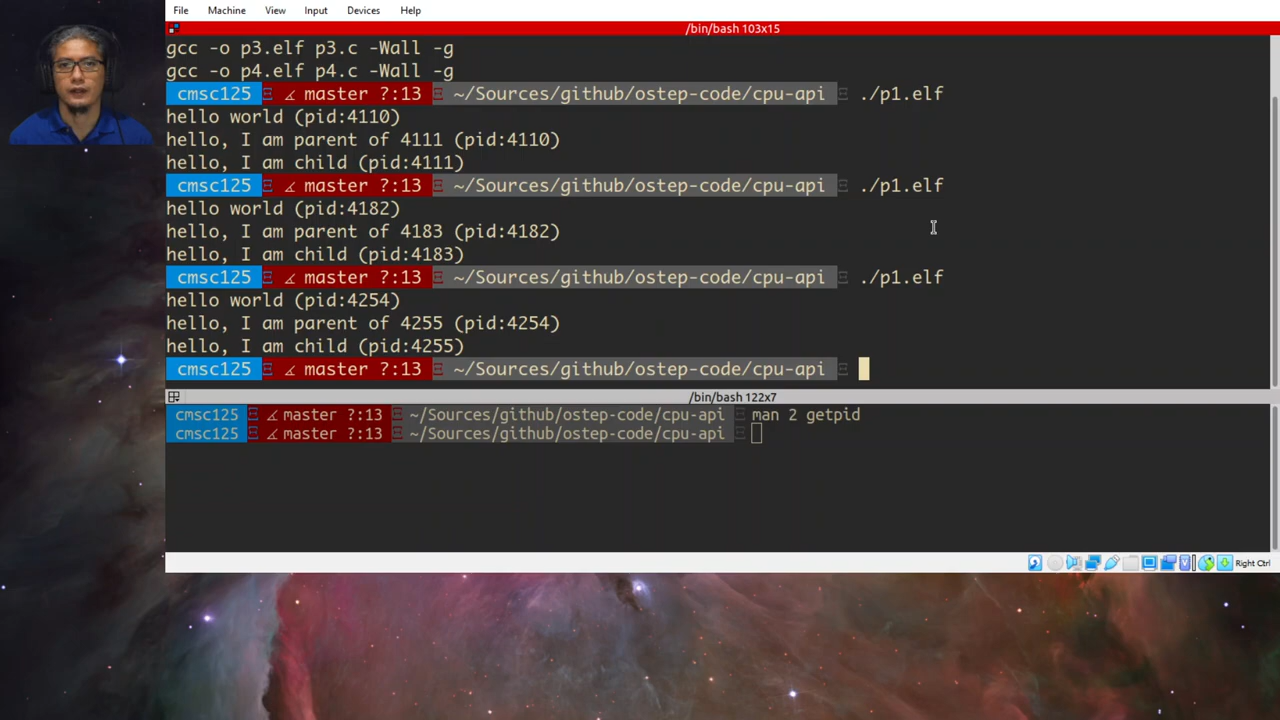 File Machine View Input Devices Help
/bin/bash 103x15
gcc -o p3.elf p3.c -Wall -g
gcc -o p4.elf p4.c -Wall -g
cmsc125 ∡ master ?:13 ~/Sources/github/ostep-code/cpu-api ./p1.elf
hello world (pid:4110)
hello, I am parent of 4111 (pid:4110)
hello, I am child (pid:4111)
cmsc125 ∡ master ?:13 ~/Sources/github/ostep-code/cpu-api ./p1.elf
hello world (pid:4182)
hello, I am parent of 4183 (pid:4182)
hello, I am child (pid:4183)
cmsc125 ∡ master ?:13 ~/Sources/github/ostep-code/cpu-api ./p1.elf
hello world (pid:4254)
hello, I am parent of 4255 (pid:4254)
hello, I am child (pid:4255)
cmsc125 ∡ master ?:13 ~/Sources/github/ostep-code/cpu-api
/bin/bash 122x7
cmsc125 ∡ master ?:13 ~/Sources/github/ostep-code/cpu-api man 2 getpid
cmsc125 ∡ master ?:13 ~/Sources/github/ostep-code/cpu-api
Right Ctrl